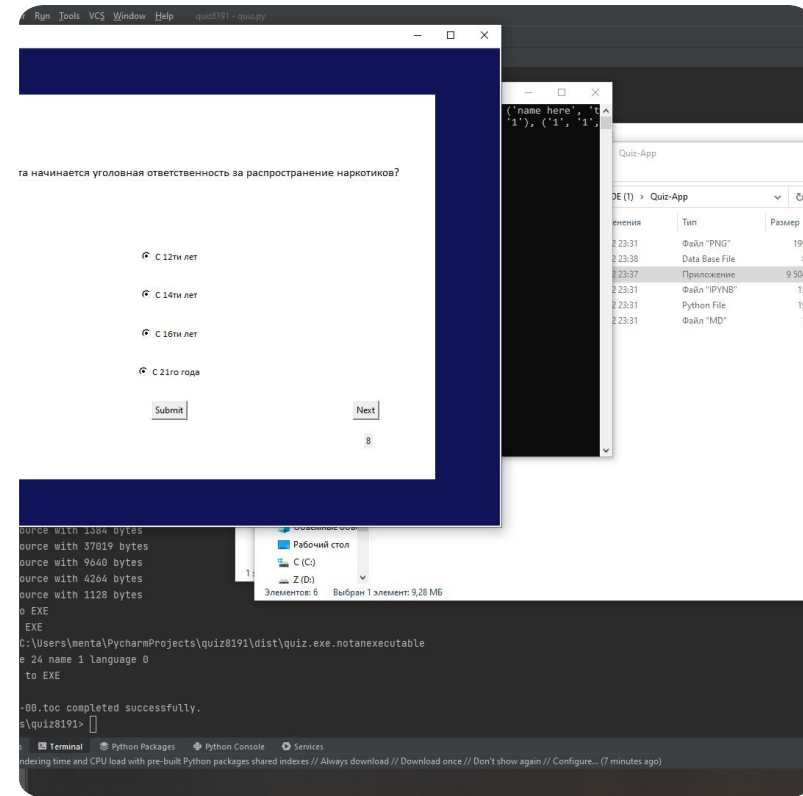 Run Tools VCS Window Help quiz8191 - quiz.py
та начинается уголовная ответственность за распространение наркотиков?
С 12ти лет
С 14ти лет
С 16ти лет
С 21го года
Submit Next
8
('name here', 't
'1'), ('1', '1',
Quiz-App
(1) › Quiz-App
енения Тип Размер
2 23:31 Файл "PNG"
2 23:38 Data Base File
2 23:37 Приложение 9 504
2 23:31 Файл "IPYNB"
2 23:31 Python File
2 23:31 Файл "MD"
Рабочий стол
C (C:)
Z (D:)
Элементов: 6 Выбран 1 элемент: 9,28 МБ
ource with 1384 bytes
ource with 37019 bytes
ource with 9640 bytes
ource with 4264 bytes
ource with 1128 bytes
o EXE
EXE
C:\Users\menta\PycharmProjects\quiz8191\dist\quiz.exe.notanexecutable
e 24 name 1 language 0
to EXE
-00.toc completed successfully.
s\quiz8191>
Terminal Python Packages Python Console Services
ndexing time and CPU load with pre-built Python packages shared indexes // Always download // Download once // Don't show again // Configure... (7 minutes ago)